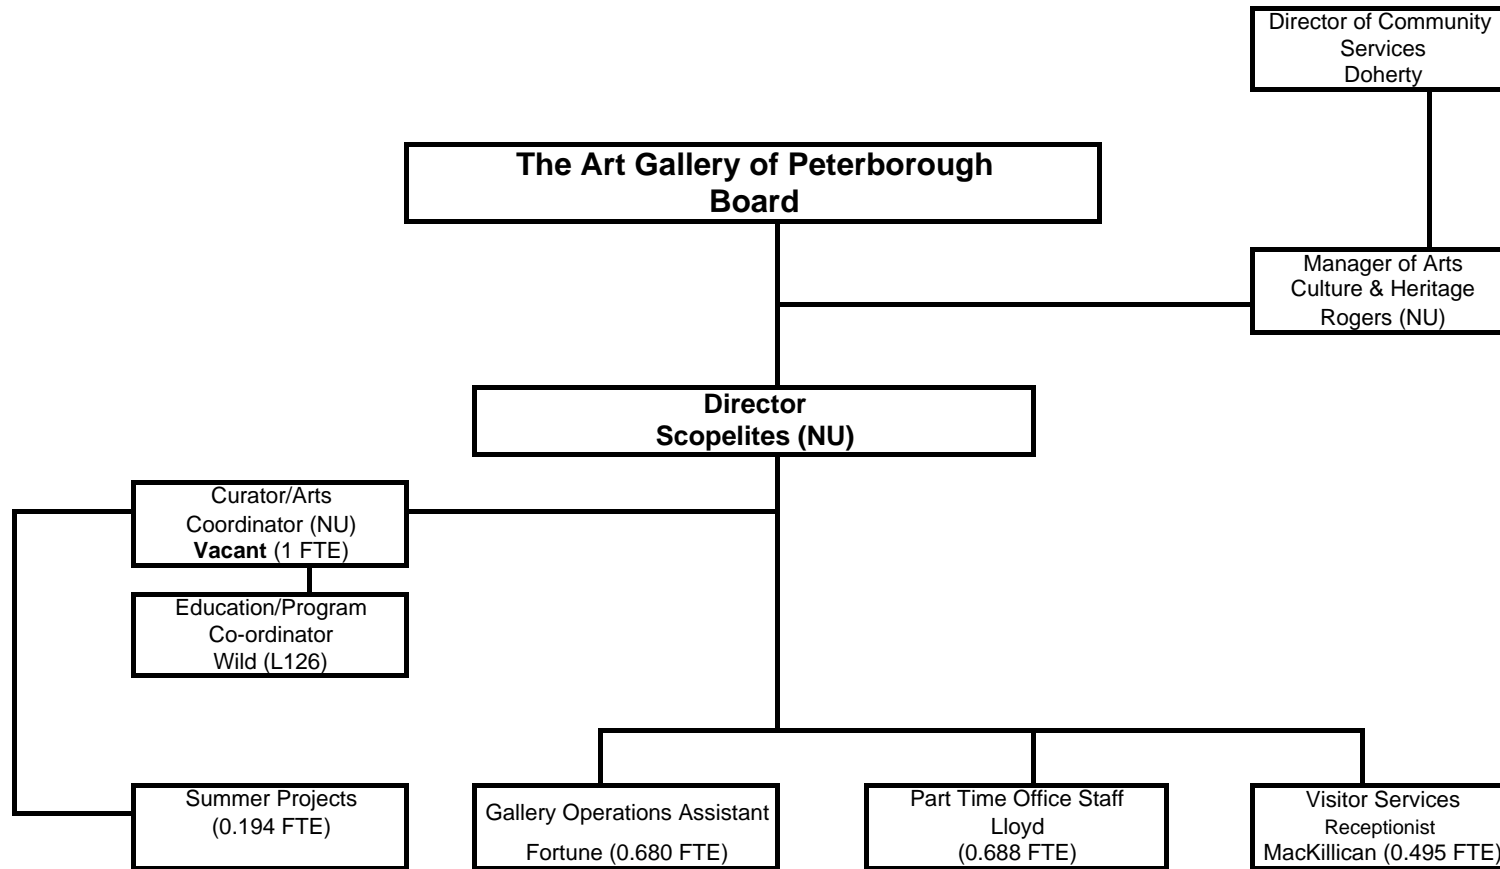 Director of Community
Services
Doherty
The Art Gallery of Peterborough
Board
Manager of Arts
Culture & Heritage
Rogers (NU)
Director
Scopelites (NU)
Curator/Arts
Coordinator (NU)
Vacant (1 FTE)
Education/Program
Co-ordinator
Wild (L126)
Summer Projects
(0.194 FTE)
Gallery Operations Assistant
Fortune (0.680 FTE)
Part Time Office Staff
Lloyd
(0.688 FTE)
Visitor Services
Receptionist
MacKillican (0.495 FTE)